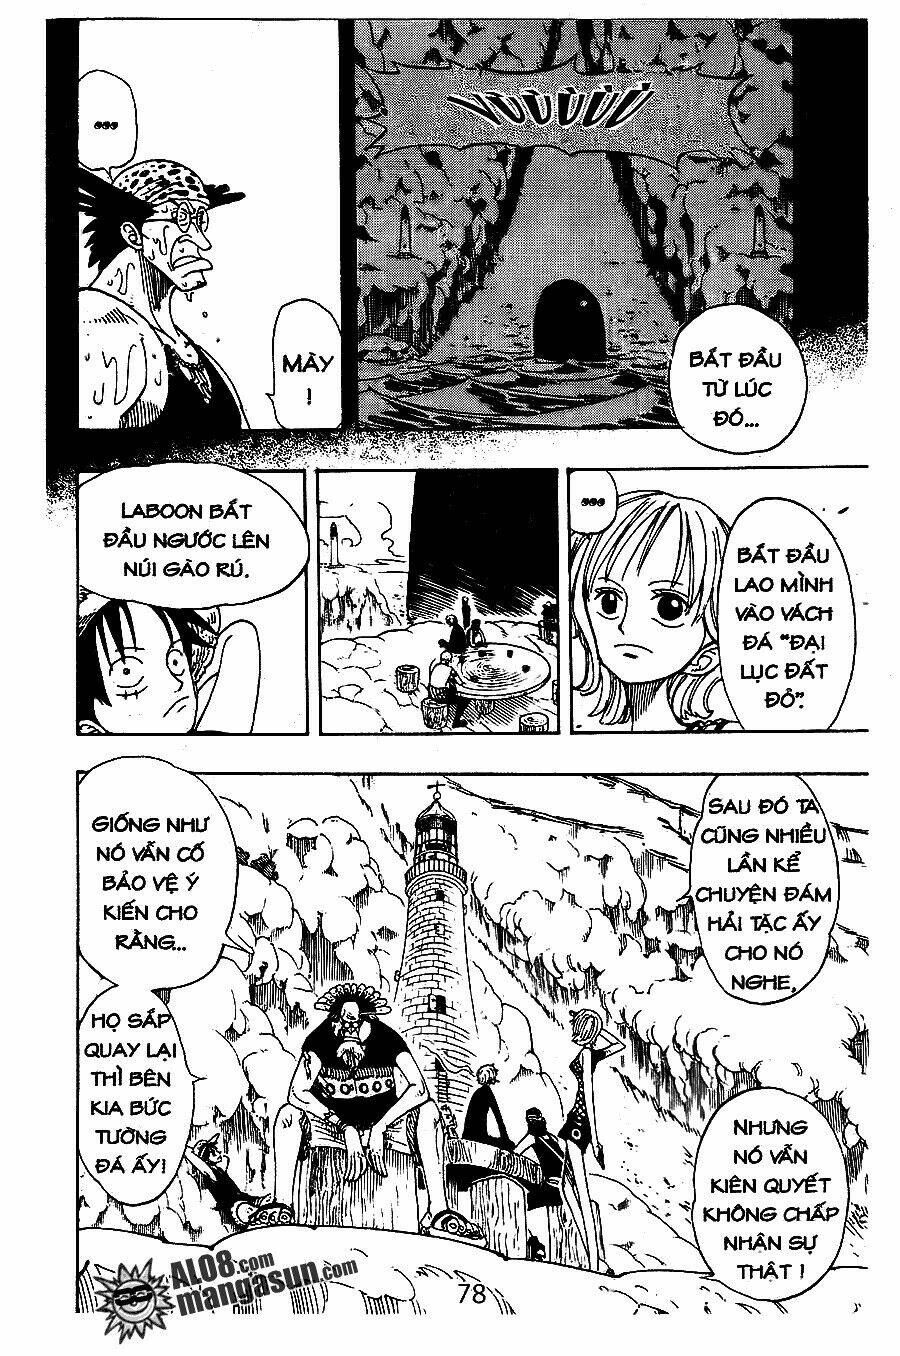 VÙÙÙÙÙÙ
BẮT ĐẦU
TỪ LÚC
ĐÓ...
MÀY
!
BẮT ĐẦU
LAO MÌNH
VÀO VÁCH
ĐÁ "ĐẠI
LỤC ĐẤT
ĐỎ".
LABOON BẮT
ĐẦU NGƯỚC LÊN
NÚI GÀO RÚ.
SAU ĐÓ TA
CŨNG NHIỀU
LẦN KỂ
CHUYỆN ĐÁM
HẢI TẶC ẤY
CHO NÓ
NGHE,
NHƯNG
NÓ VẪN
KIÊN QUYẾT
KHÔNG CHẤP
NHẬN SỰ
THẬT !
GIỐNG NHƯ
NÓ VẪN CỐ
BẢO VỆ Ý
KIẾN CHO
RẰNG...
HỌ SẮP
QUAY LẠI
THÌ BÊN
KIA BỨC
TƯỜNG
ĐÁ ẤY!
AL08.com
mangasun.com
78